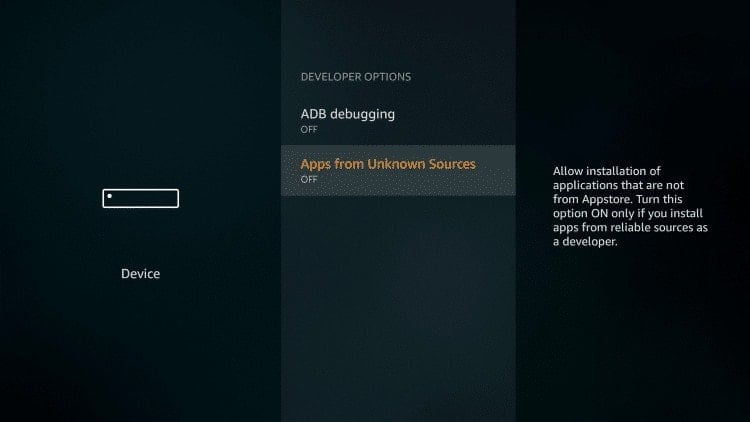 DEVELOPER OPTIONS
ADB debugging
OFF
Apps from Unknown Sources
OFF
Device
Allow installation of
applications that are not
from Appstore. Turn this
option ON only if you install
apps from reliable sources as
a developer.